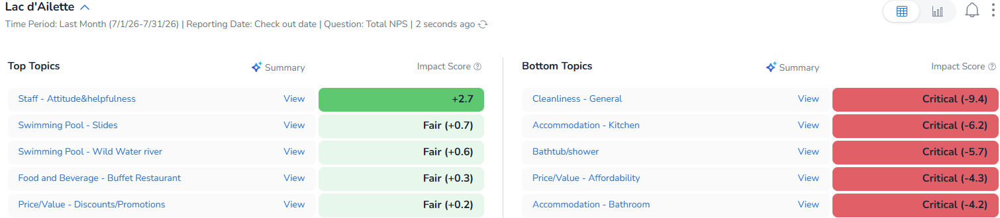 Lac d'Ailette
Time Period: Last Month (7/1/26-7/31/26) | Reporting Date: Check out date | Question: Total NPS | 2 seconds ago
Top Topics Summary Impact Score
Staff - Attitude&helpfulness View +2.7
Swimming Pool - Slides View Fair (+0.7)
Swimming Pool - Wild Water river View Fair (+0.6)
Food and Beverage - Buffet Restaurant View Fair (+0.3)
Price/Value - Discounts/Promotions View Fair (+0.2)
Bottom Topics Summary Impact Score
Cleanliness - General View Critical (-9.4)
Accommodation - Kitchen View Critical (-6.2)
Bathtub/shower View Critical (-5.7)
Price/Value - Affordability View Critical (-4.3)
Accommodation - Bathroom View Critical (-4.2)